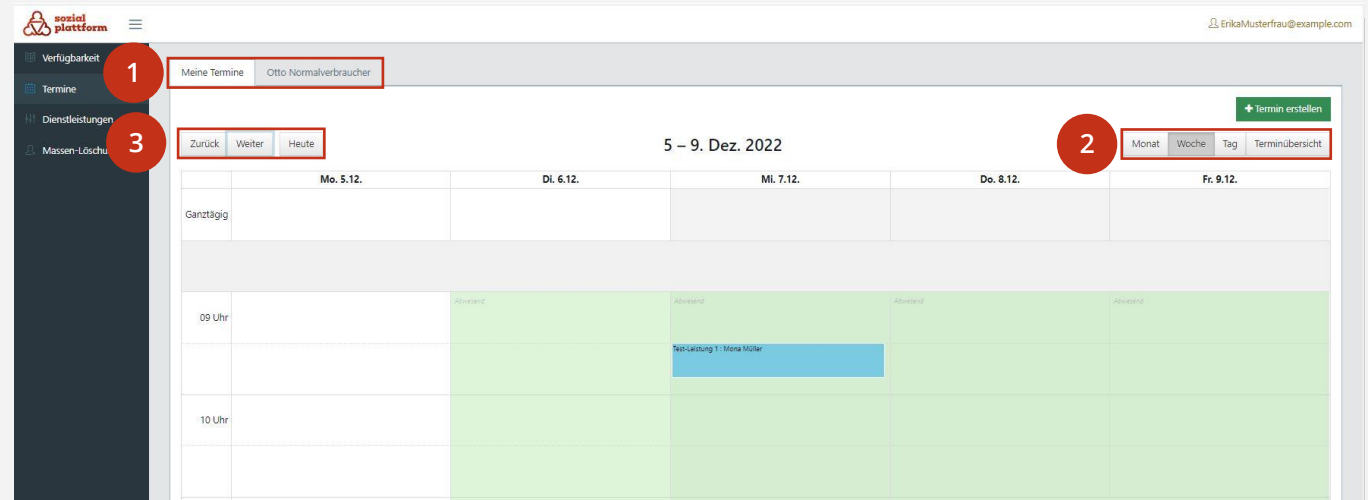 sozial
plattform
ErikaMusterfrau@example.com
Verfügbarkeit
Termine
Dienstleistungen
Massen-Löschu
1
Meine Termine Otto Normalverbraucher
+ Termin erstellen
3
Zurück Weiter Heute
5 – 9. Dez. 2022
2
Monat Woche Tag Terminübersicht
Mo. 5.12. Di. 6.12. Mi. 7.12. Do. 8.12. Fr. 9.12.
Ganztägig
Abwesend Abwesend Abwesend Abwesend
09 Uhr
Test-Leistung 1 : Mona Müller
10 Uhr